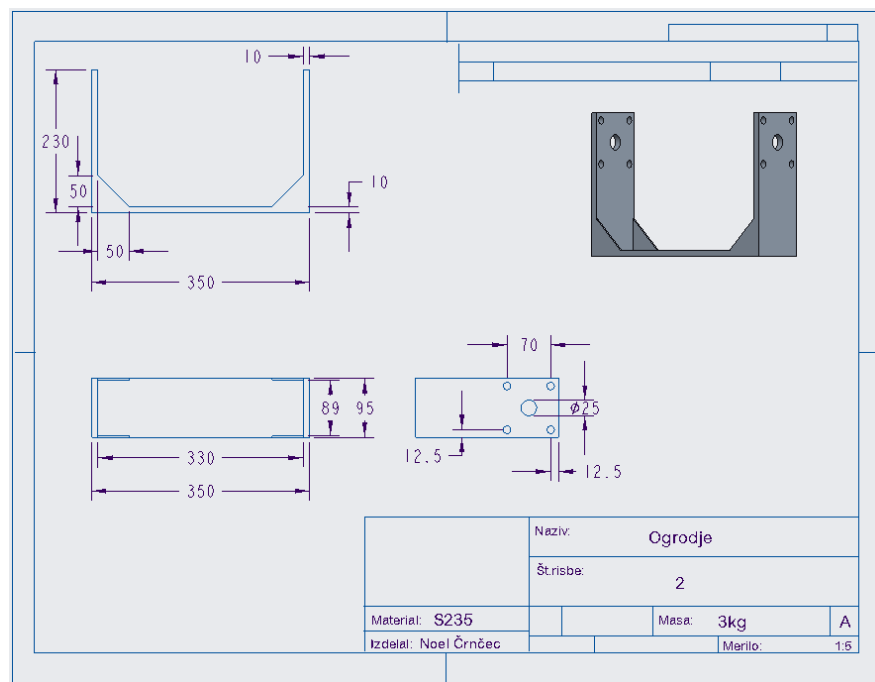 10
230
50
10
50
350
70
89
95
ø25
330
12.5
12.5
350
Naziv: Ogrodje
Št.risbe: 2
Material: S235
Masa: 3kg
A
Izdelal: Noel Črnčec
Merilo: 1:5